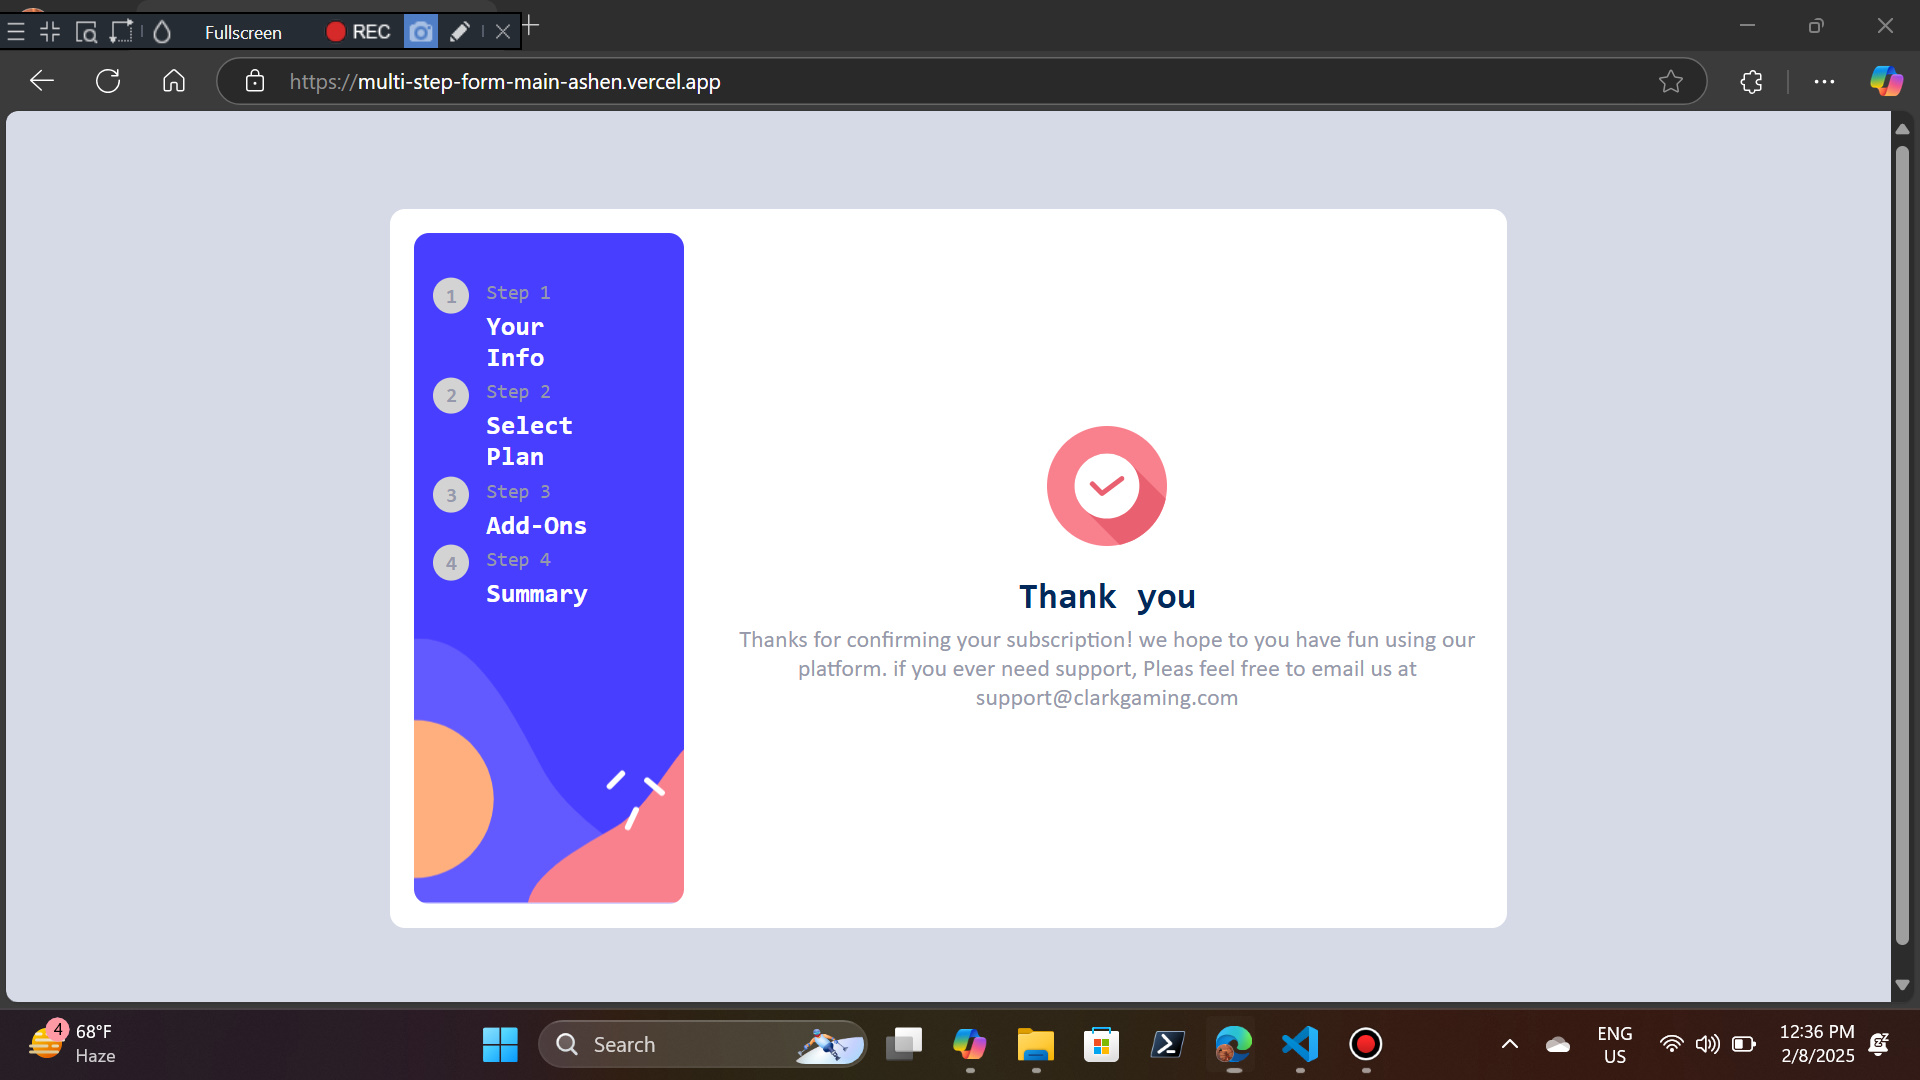 Fullscreen
REC
https://multi-step-form-main-ashen.vercel.app
1
Step 1
Your
Info
2
Step 2
Select
Plan
3
Step 3
Add-Ons
4
Step 4
Summary
Thank you
Thanks for confirming your subscription! we hope to you have fun using our
platform. if you ever need support, Pleas feel free to email us at
support@clarkgaming.com
4
68°F
Haze
Search
ENG
US
12:36 PM
2/8/2025